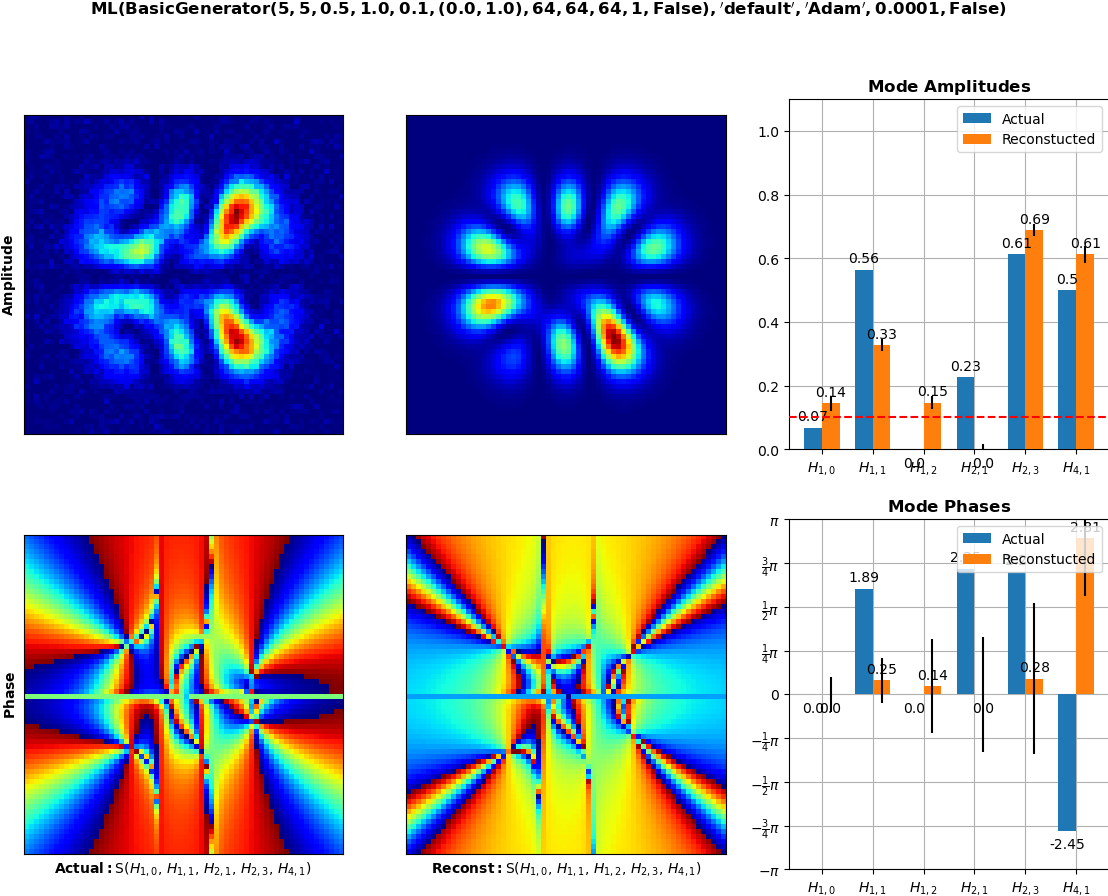 ML(BasicGenerator(5, 5, 0.5, 1.0, 0.1, (0.0, 1.0), 64, 64, 64, 1, False), ′default′, ′Adam′, 0.0001, False)
Mode Amplitudes
Amplitude
1.0
0.8
0.6
0.4
0.2
0.0
Actual
Reconstucted
0.07
0.14
0.56
0.33
0.0
0.15
0.23
0.0
0.61
0.69
0.5
0.61
H1,0
H1,1
H1,2
H2,1
H2,3
H4,1
Mode Phases
Phase
π
3/4π
1/2π
1/4π
0
−1/4π
−1/2π
−3/4π
−π
Actual
Reconstucted
0.0
1.89
0.25
0.0
0.14
0.0
0.28
-2.45
2.81
H1,0
H1,1
H1,2
H2,1
H2,3
H4,1
Actual: S(H1,0, H1,1, H2,1, H2,3, H4,1)
Reconst: S(H1,0, H1,1, H1,2, H2,3, H4,1)